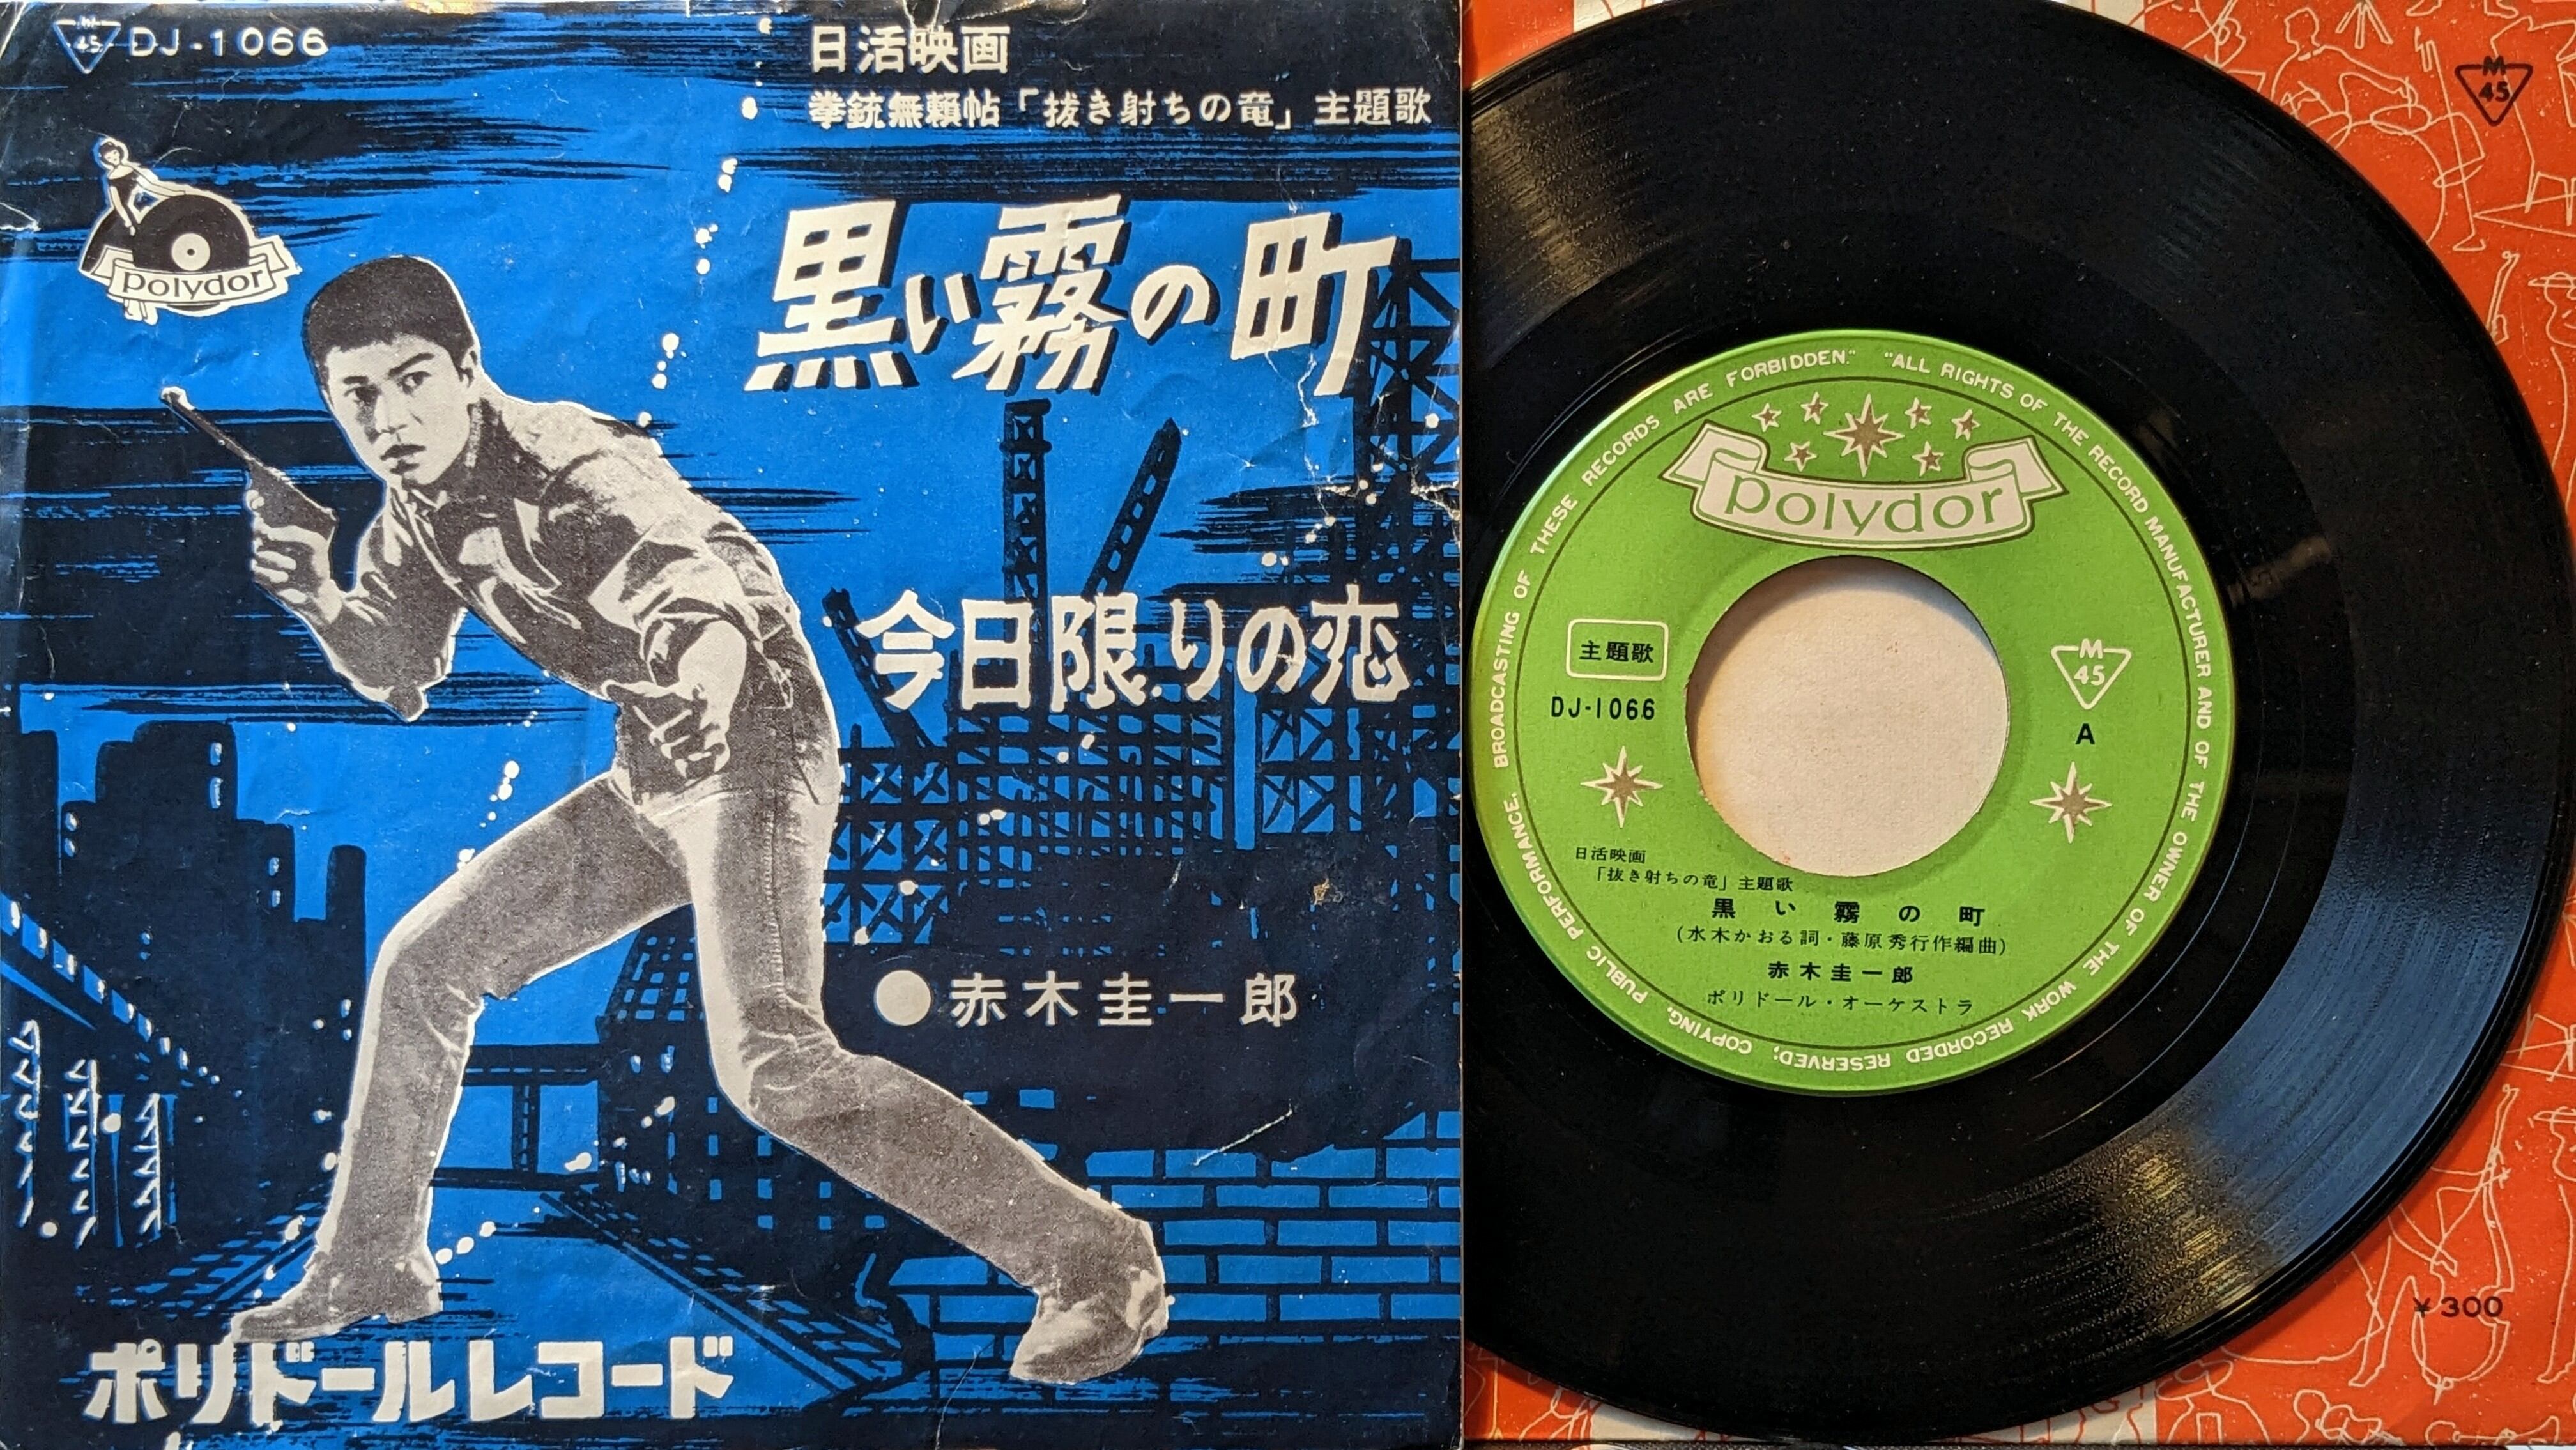 M
45
DJ-1066
日活映画
拳銃無頼帖「抜き射ちの竜」主題歌
polydor
黒い霧の町
今日限りの恋
●赤木圭一郎
ポリドールレコード
M
45
BROADCASTING OF THESE RECORDS ARE FORBIDDEN." "ALL RIGHTS OF THE RECORD MANUFACTURER AND OF THE OWNER OF THE WORK RECORDED RESERVED; COPYING, PUBLIC PERFORMANCE,
polydor
主題歌
DJ-1066
M
45
A
日活映画
「抜き射ちの竜」主題歌
黒い霧の町
(水木かおる詞・藤原秀行作編曲)
赤木圭一郎
ポリドール・オーケストラ
¥300